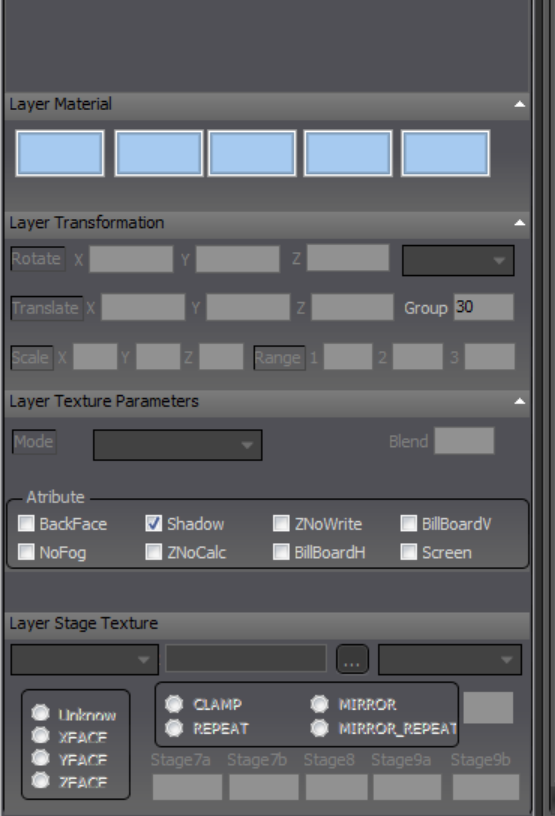 Layer Material
Layer Transformation
Rotate X Y Z
Translate X Y Z Group 30
Scale X Y Z Range 1 2 3
Layer Texture Parameters
Mode Blend
Atribute
BackFace Shadow ZNoWrite BillBoardV
NoFog ZNoCalc BillBoardH Screen
Layer Stage Texture
...
Unknow
XFACE
YFACE
ZFACE
CLAMP MIRROR
REPEAT MIRROR_REPEAT
Stage7a Stage7b Stage8 Stage9a Stage9b